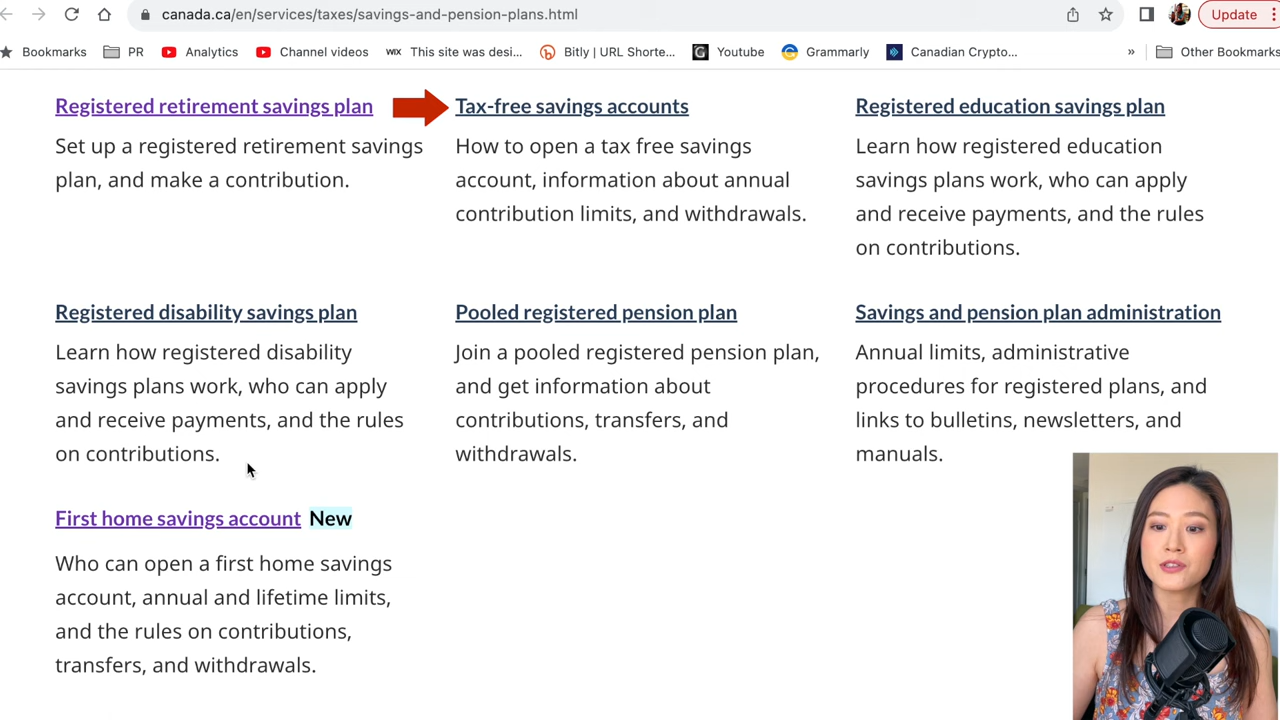 canada.ca/en/services/taxes/savings-and-pension-plans.html
Update
Bookmarks
PR
Analytics
Channel videos
WIX
This site was desi...
Bitly | URL Shorte...
Youtube
Grammarly
Canadian Crypto...
»
Other Bookmarks
Registered retirement savings plan
Set up a registered retirement savings
plan, and make a contribution.
Tax-free savings accounts
How to open a tax free savings
account, information about annual
contribution limits, and withdrawals.
Registered education savings plan
Learn how registered education
savings plans work, who can apply
and receive payments, and the rules
on contributions.
Registered disability savings plan
Learn how registered disability
savings plans work, who can apply
and receive payments, and the rules
on contributions.
Pooled registered pension plan
Join a pooled registered pension plan,
and get information about
contributions, transfers, and
withdrawals.
Savings and pension plan administration
Annual limits, administrative
procedures for registered plans, and
links to bulletins, newsletters, and
manuals.
First home savings account New
Who can open a first home savings
account, annual and lifetime limits,
and the rules on contributions,
transfers, and withdrawals.